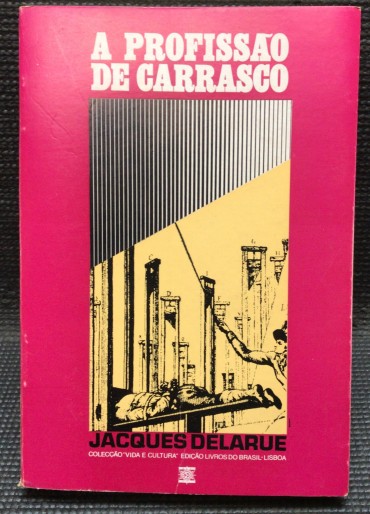 A PROFISSÃO
DE CARRASCO
JACQUES DELARUE
COLECÇÃO "VIDA E CULTURA" EDIÇÃO LIVROS DO BRASIL-LISBOA